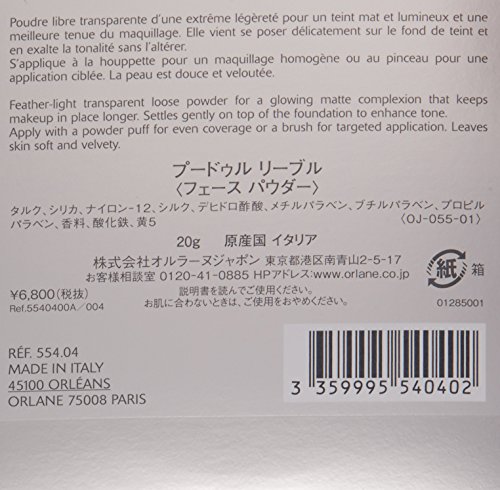 Poudre libre transparente d'une extrême légèreté pour un teint mat et lumineux et une
meilleure tenue du maquillage. Elle vient se poser délicatement sur le fond de teint et
en exalte la tonalité sans l'altérer.
S'applique à la houppette pour un maquillage homogène ou au pinceau pour une
application ciblée. La peau est douce et veloutée.
Feather-light transparent loose powder for a glowing matte complexion that keeps
makeup in place longer. Settles gently on top of the foundation to enhance tone.
Apply with a powder puff for even coverage or a brush for targeted application. Leaves
skin soft and velvety.
プードゥル リーブル
〈フェース パウダー〉
タルク、シリカ、ナイロン-12、シルク、デヒドロ酢酸、メチルパラベン、ブチルパラベン、プロピル
パラベン、香料、酸化鉄、黄5 〈OJ-055-01〉
20g 原産国 イタリア
株式会社オルラーヌジャポン 東京都港区南青山2-5-17
お客様相談室 0120-41-0885 HPアドレス:www.orlane.co.jp
¥6,800(税抜) 説明書を読んでご使用ください。
Ref.5540400A/004 お肌に合わないときは、ご使用をおやめください。
紙 箱
01285001
RÉF. 554.04
MADE IN ITALY
45100 ORLÉANS
ORLANE 75008 PARIS
3 359995 540402